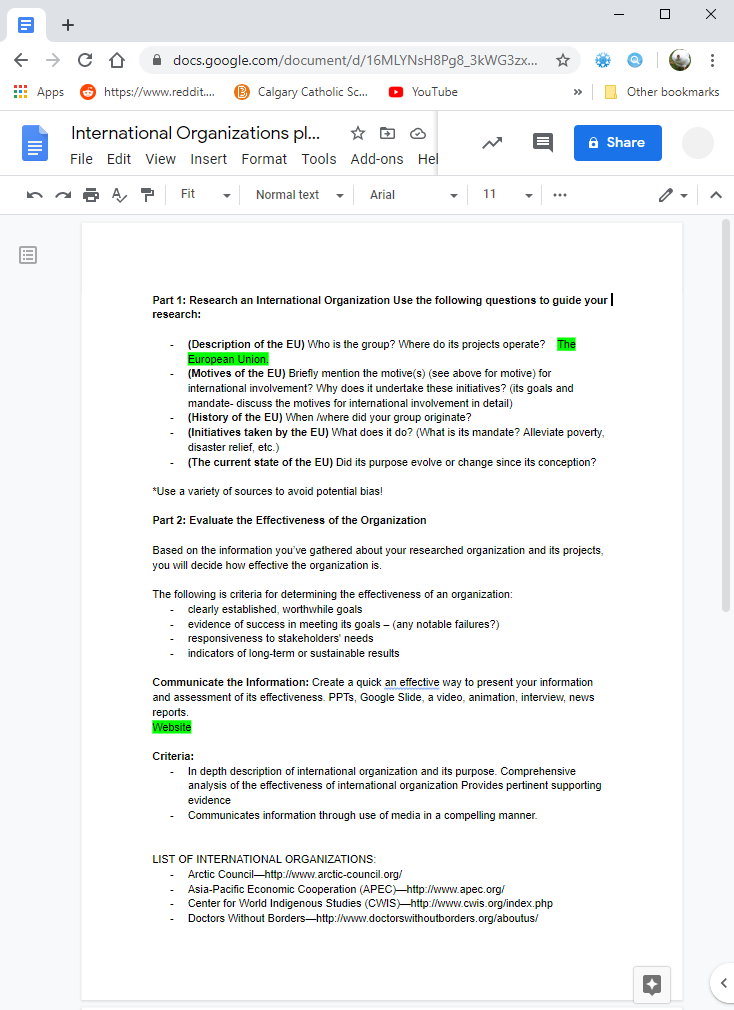 docs.google.com/document/d/16MLYNsH8Pg8_3kWG3zx...
Apps https://www.reddit.... Calgary Catholic Sc... YouTube » Other bookmarks
International Organizations pl...
Share
File Edit View Insert Format Tools Add-ons Hel
Fit Normal text Arial 11
Part 1: Research an International Organization Use the following questions to guide your
research:
- (Description of the EU) Who is the group? Where do its projects operate? The
European Union.
- (Motives of the EU) Briefly mention the motive(s) (see above for motive) for
international involvement? Why does it undertake these initiatives? (its goals and
mandate- discuss the motives for international involvement in detail)
- (History of the EU) When /where did your group originate?
- (Initiatives taken by the EU) What does it do? (What is its mandate? Alleviate poverty,
disaster relief, etc.)
- (The current state of the EU) Did its purpose evolve or change since its conception?
*Use a variety of sources to avoid potential bias!
Part 2: Evaluate the Effectiveness of the Organization
Based on the information you've gathered about your researched organization and its projects,
you will decide how effective the organization is.
The following is criteria for determining the effectiveness of an organization:
- clearly established, worthwhile goals
- evidence of success in meeting its goals – (any notable failures?)
- responsiveness to stakeholders' needs
- indicators of long-term or sustainable results
Communicate the Information: Create a quick an effective way to present your information
and assessment of its effectiveness. PPTs, Google Slide, a video, animation, interview, news
reports.
Website
Criteria:
- In depth description of international organization and its purpose. Comprehensive
analysis of the effectiveness of international organization Provides pertinent supporting
evidence
- Communicates information through use of media in a compelling manner.
LIST OF INTERNATIONAL ORGANIZATIONS:
- Arctic Council—http://www.arctic-council.org/
- Asia-Pacific Economic Cooperation (APEC)—http://www.apec.org/
- Center for World Indigenous Studies (CWIS)—http://www.cwis.org/index.php
- Doctors Without Borders—http://www.doctorswithoutborders.org/aboutus/